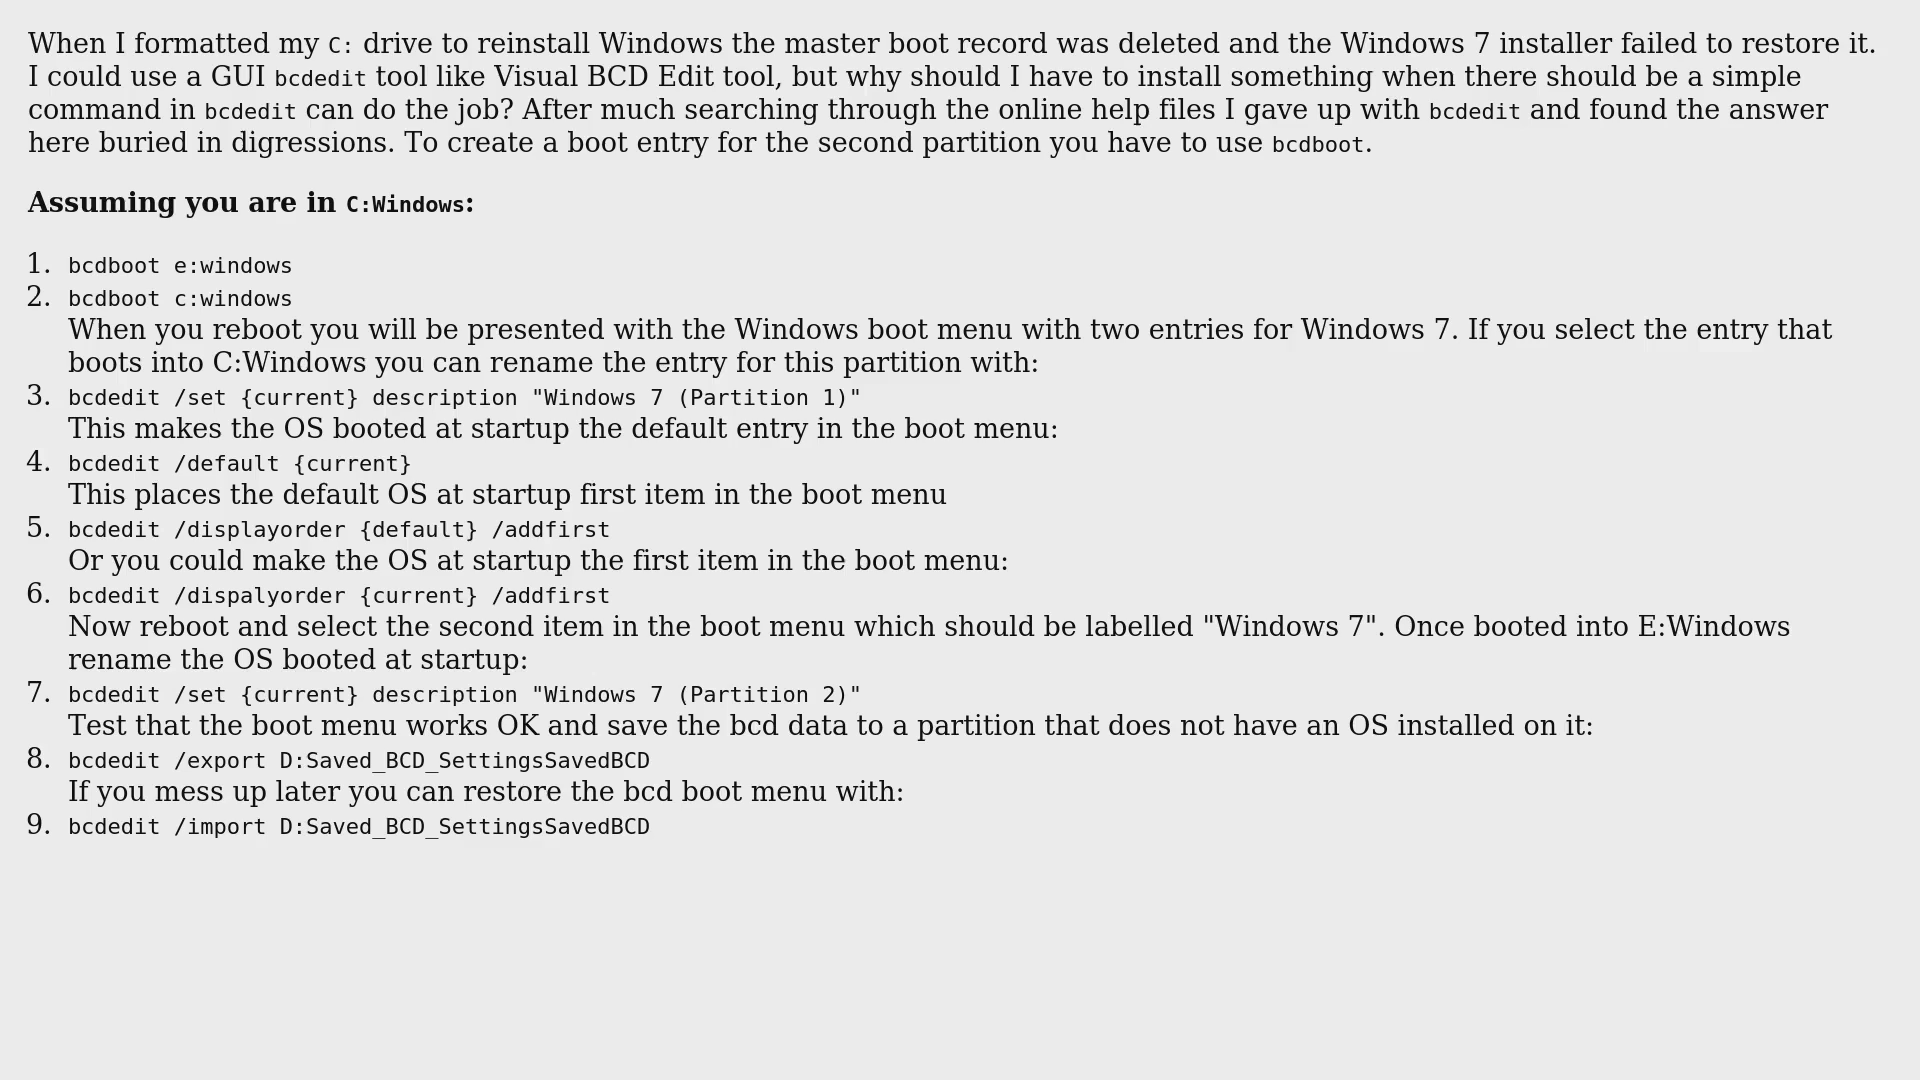 When I formatted my C: drive to reinstall Windows the master boot record was deleted and the Windows 7 installer failed to restore it.
I could use a GUI bcdedit tool like Visual BCD Edit tool, but why should I have to install something when there should be a simple
command in bcdedit can do the job? After much searching through the online help files I gave up with bcdedit and found the answer
here buried in digressions. To create a boot entry for the second partition you have to use bcdboot.
Assuming you are in C:Windows:
1. bcdboot e:windows
2. bcdboot c:windows
When you reboot you will be presented with the Windows boot menu with two entries for Windows 7. If you select the entry that
boots into C:Windows you can rename the entry for this partition with:
3. bcdedit /set {current} description "Windows 7 (Partition 1)"
This makes the OS booted at startup the default entry in the boot menu:
4. bcdedit /default {current}
This places the default OS at startup first item in the boot menu
5. bcdedit /displayorder {default} /addfirst
Or you could make the OS at startup the first item in the boot menu:
6. bcdedit /dispalyorder {current} /addfirst
Now reboot and select the second item in the boot menu which should be labelled "Windows 7". Once booted into E:Windows
rename the OS booted at startup:
7. bcdedit /set {current} description "Windows 7 (Partition 2)"
Test that the boot menu works OK and save the bcd data to a partition that does not have an OS installed on it:
8. bcdedit /export D:Saved_BCD_SettingsSavedBCD
If you mess up later you can restore the bcd boot menu with:
9. bcdedit /import D:Saved_BCD_SettingsSavedBCD